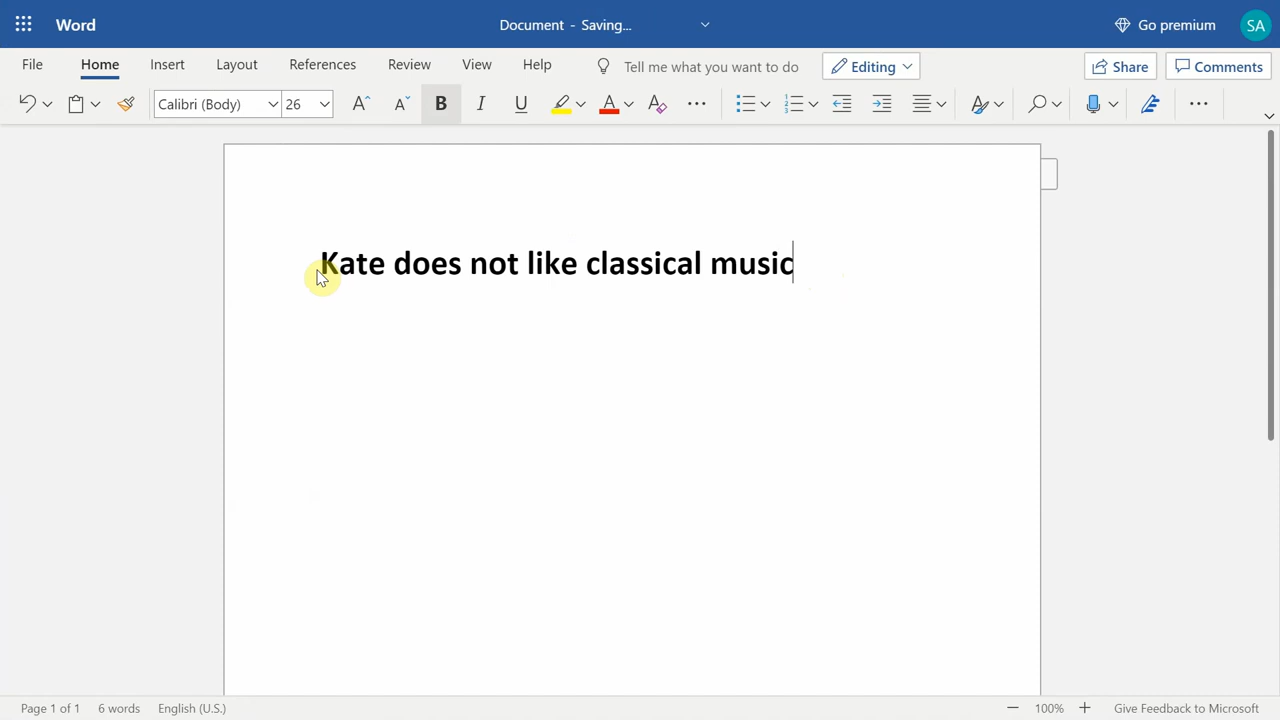 Word
Document - Saving...
Go premium
SA
File
Home
Insert
Layout
References
Review
View
Help
Tell me what you want to do
Editing
Share
Comments
Calibri (Body)
26
A
A
B
I
U
A
A
Kate does not like classical music
Page 1 of 1
6 words
English (U.S.)
100%
Give Feedback to Microsoft